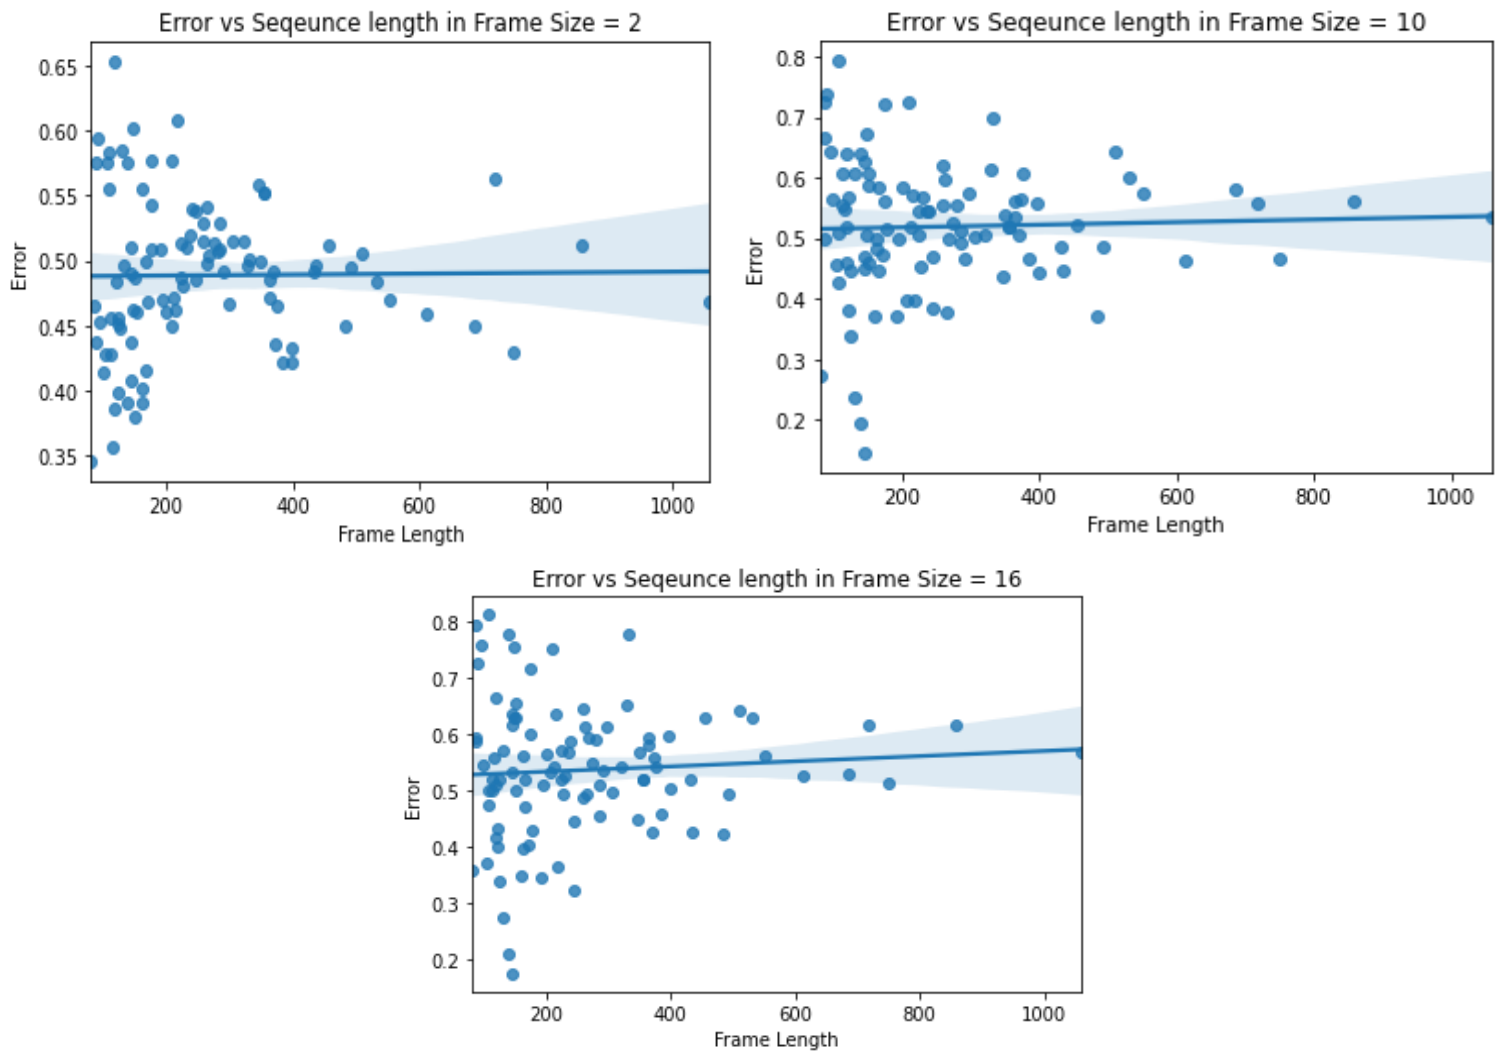 Error vs Seqeunce length in Frame Size = 2
0.65
0.60
0.55
0.50
0.45
0.40
0.35
Error
200 400 600 800 1000
Frame Length
Error vs Seqeunce length in Frame Size = 10
0.8
0.7
0.6
0.5
0.4
0.3
0.2
Error
200 400 600 800 1000
Frame Length
Error vs Seqeunce length in Frame Size = 16
0.8
0.7
0.6
0.5
0.4
0.3
0.2
Error
200 400 600 800 1000
Frame Length